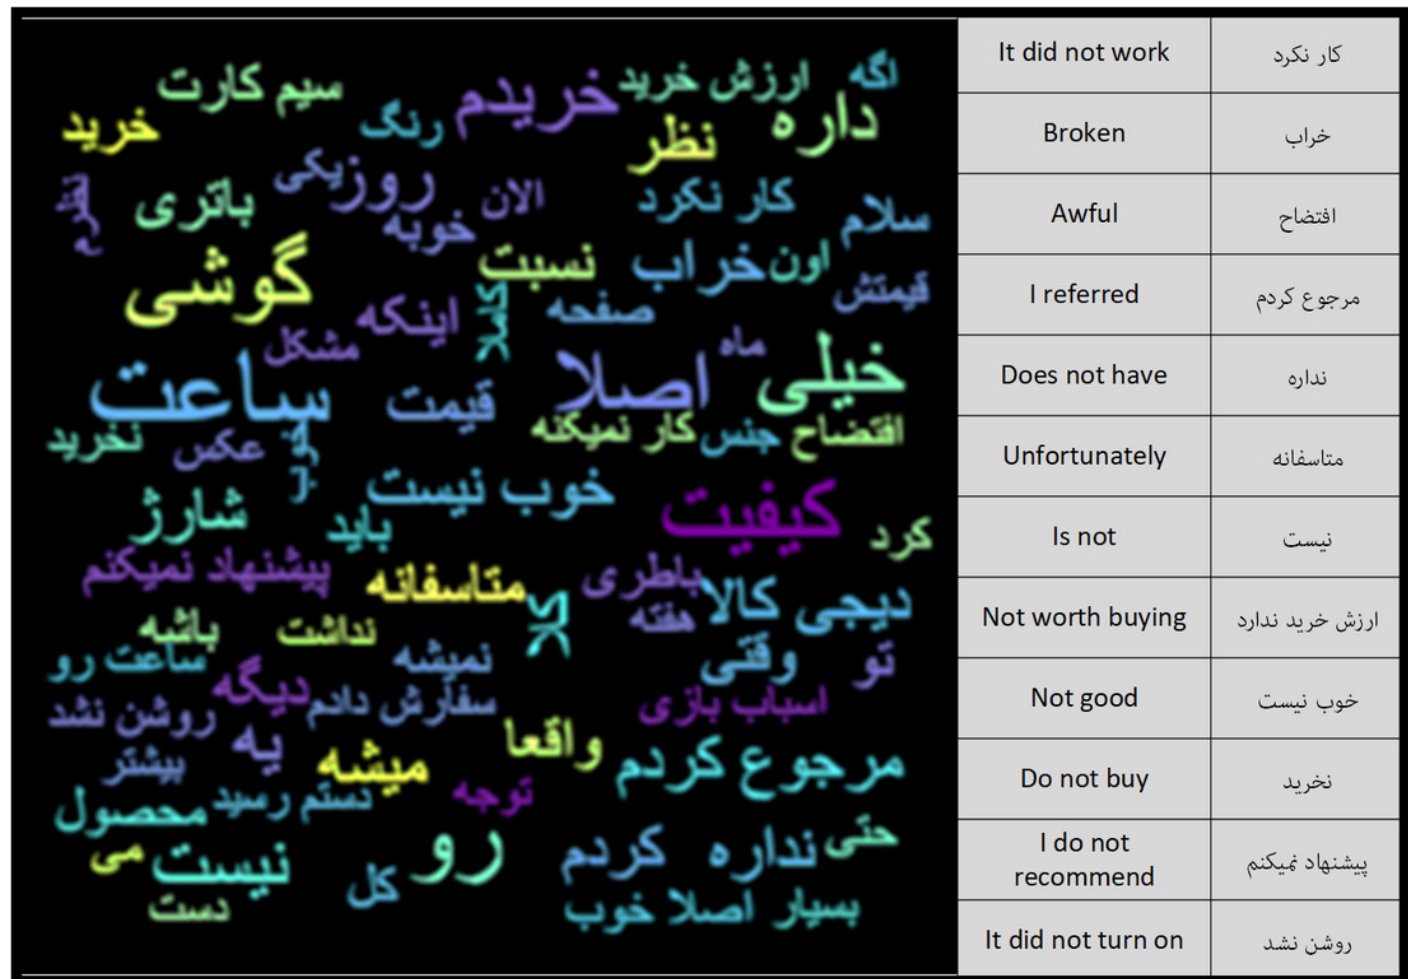 سیم کارت
ارزش خرید
اگه
خرید
رنگ
خریدم
نظر
داره
باتری
یکی
روز
الان
خوبه
کار نکرد
سلام
گوشی
نسبت
خراب
اون
قیمتش
اینکه
کاملا
صفحه
مشکل
ماه
ساعت
قیمت
اصلا
خیلی
نخرید
عکس
کار نمیکنه
جنس
افتضاح
شارژ
باید
خوب نیست
کیفیت
کرد
پیشنهاد نمیکنم
متاسفانه
کلا
باطری
دیجی کالا
هفته
باشه
نداشت
نمیشه
وقتی
تو
ساعت رو
دیگه
سفارش دادم
اسباب بازی
روشن نشد
یه
واقعا
بیشتر
میشه
مرجوع کردم
محصول
دستم رسید
توجه
می
نیست
رو
کل
کردم
نداره
حتی
دست
بسیار
اصلا خوب
It did not work کار نکرد
Broken خراب
Awful افتضاح
I referred مرجوع کردم
Does not have نداره
Unfortunately متاسفانه
Is not نیست
Not worth buying ارزش خرید ندارد
Not good خوب نیست
Do not buy نخرید
I do not
recommend پیشنهاد نمیکنم
It did not turn on روشن نشد